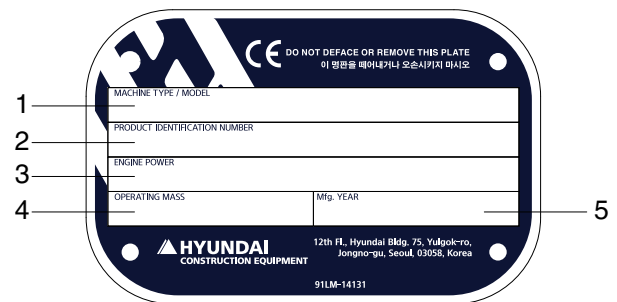 DO NOT DEFACE OR REMOVE THIS PLATE
이 명판을 떼어내거나 오손시키지 마시오
1
MACHINE TYPE / MODEL
2
PRODUCT IDENTIFICATION NUMBER
3
ENGINE POWER
4
OPERATING MASS
Mfg. YEAR
5
HYUNDAI
CONSTRUCTION EQUIPMENT
12th Fl., Hyundai Bldg. 75, Yulgok-ro,
Jongno-gu, Seoul, 03058, Korea
91LM-14131